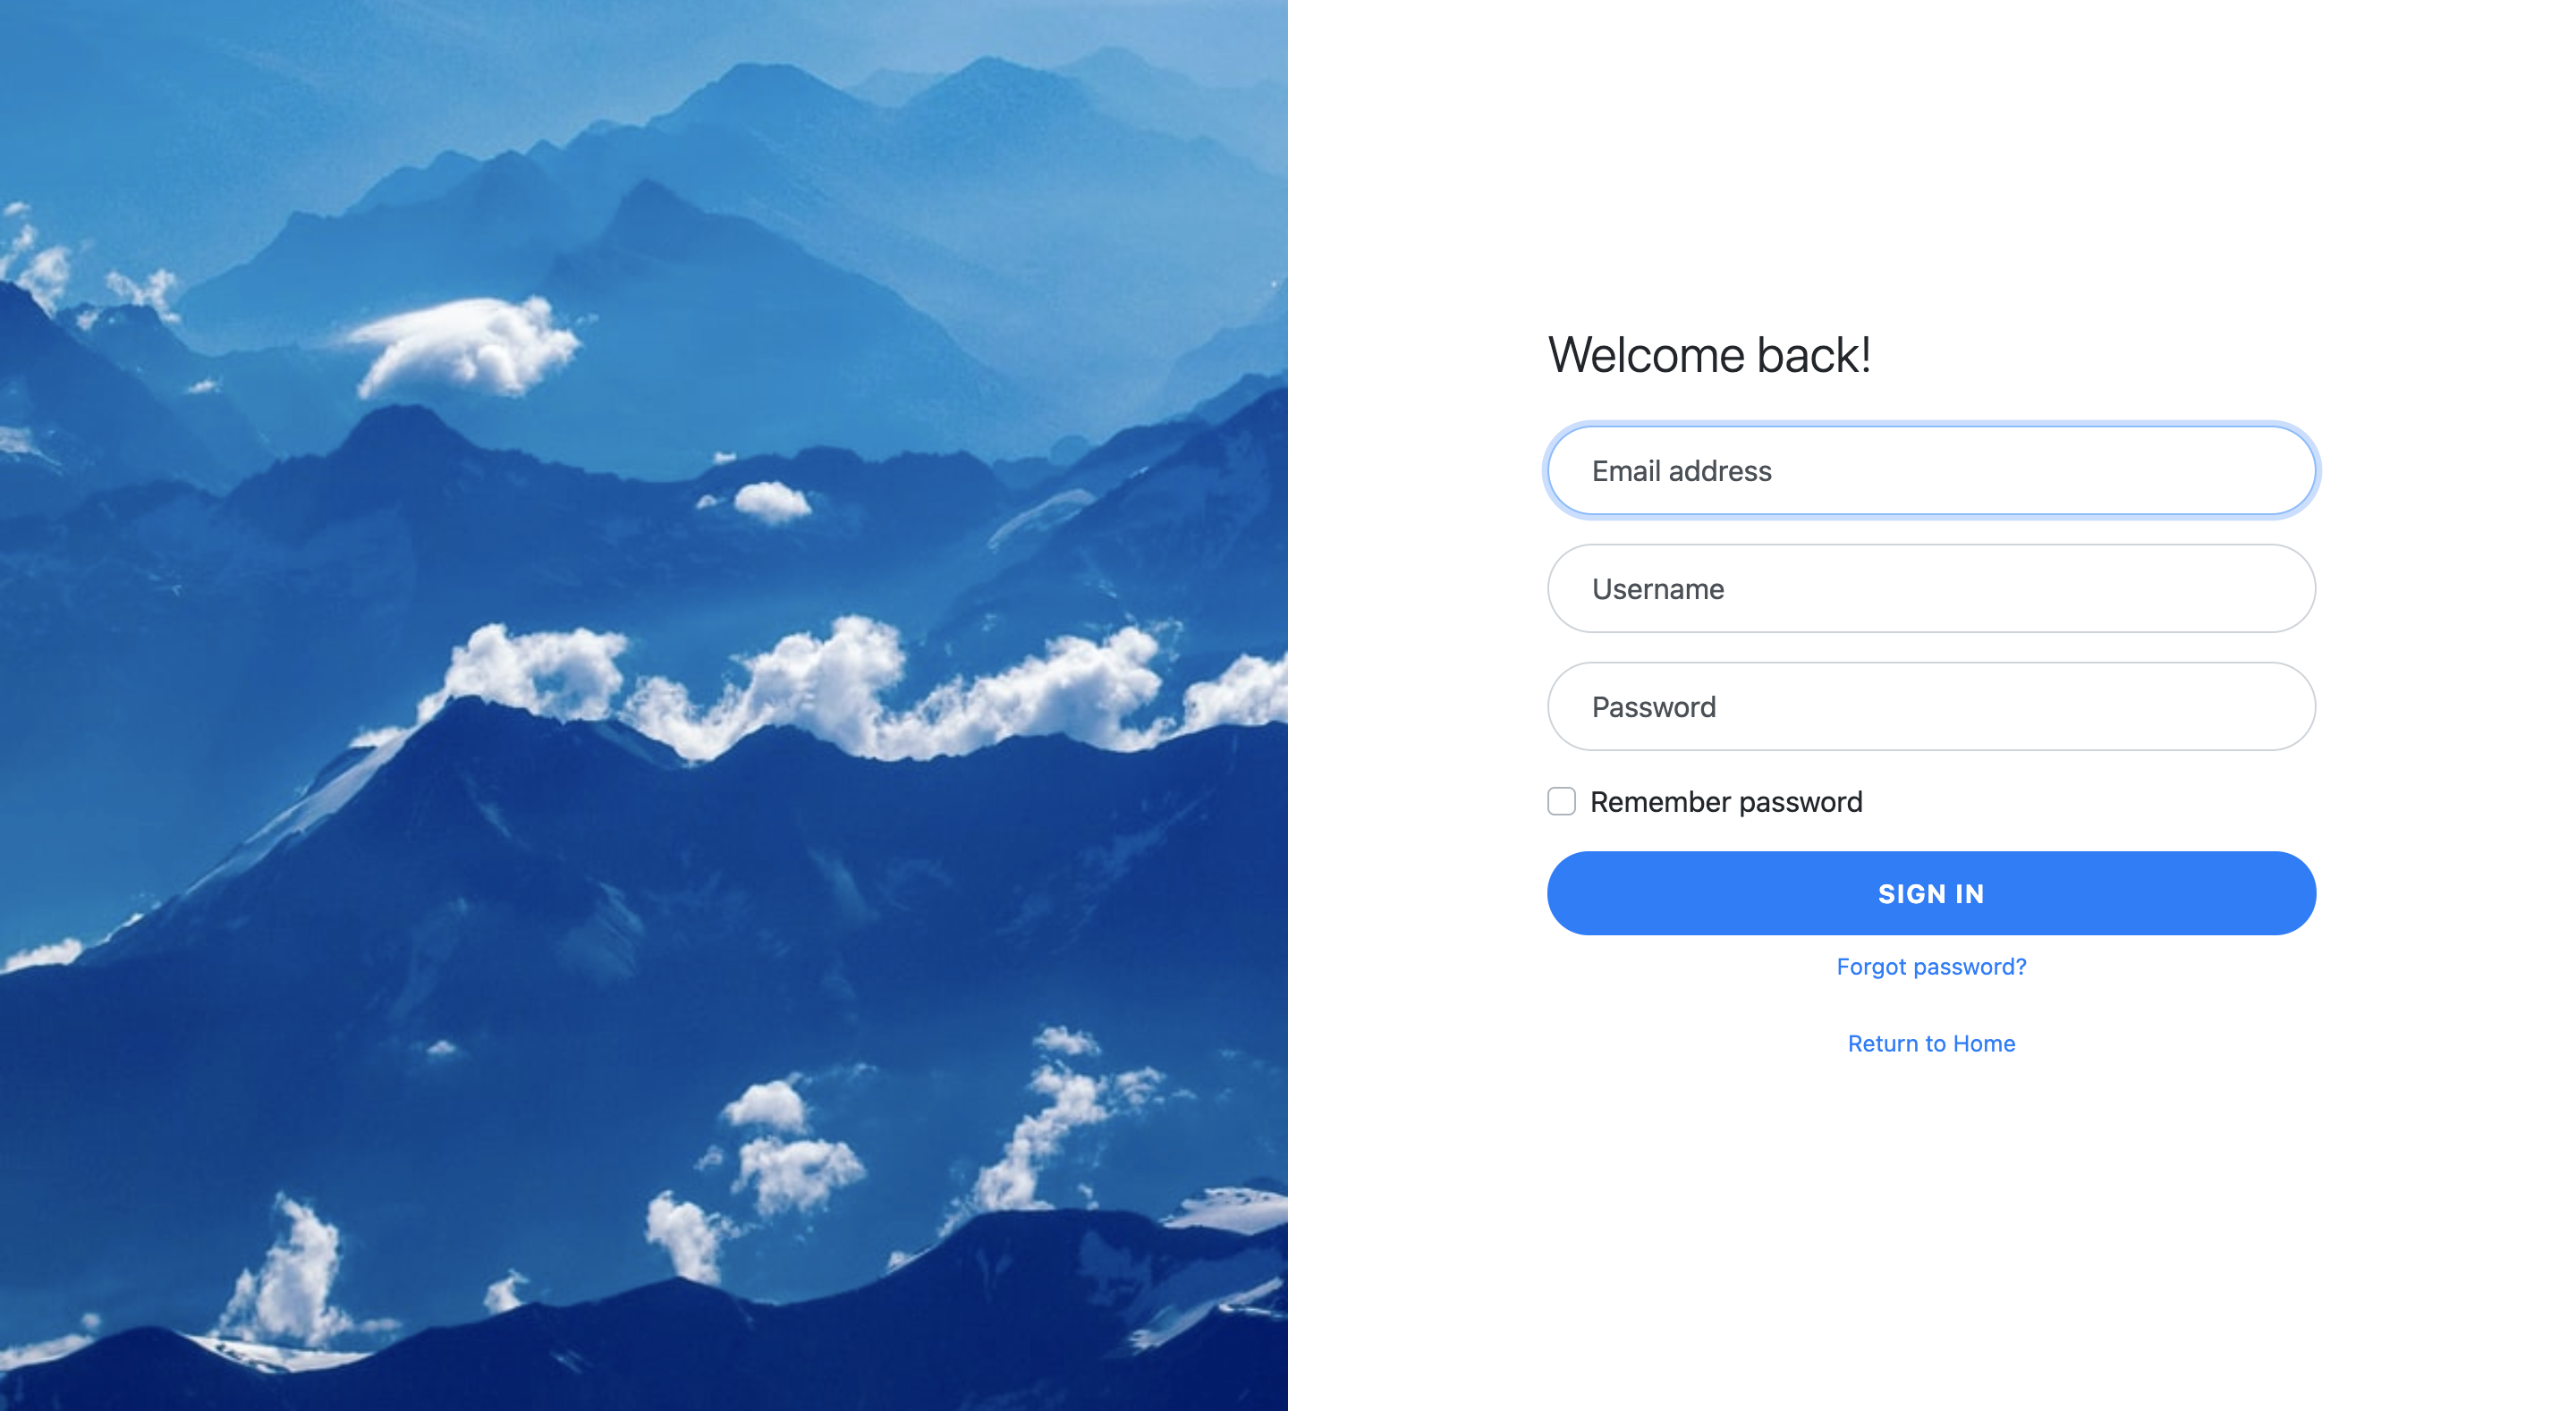 Welcome back!
Email address
Username
Password
Remember password
SIGN IN
Forgot password?
Return to Home